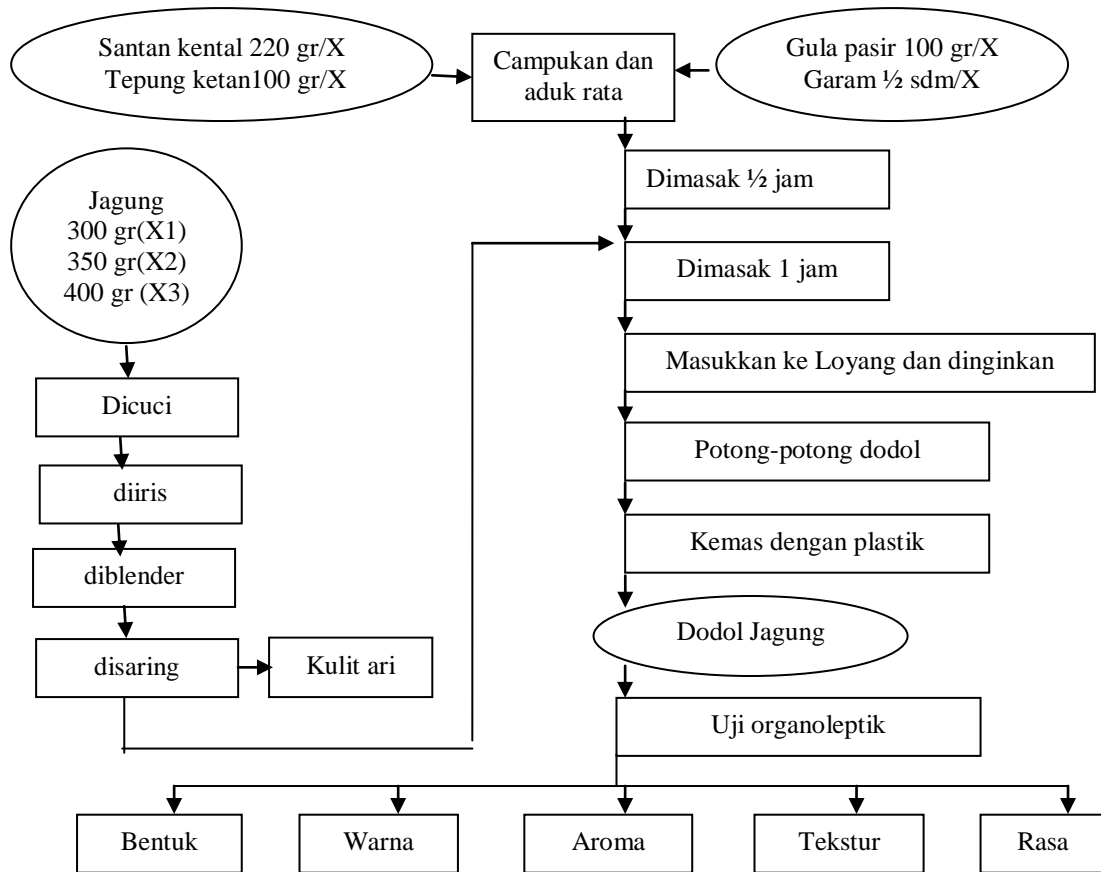 Santan kental 220 gr/X
Tepung ketan100 gr/X
Campukan dan
aduk rata
Gula pasir 100 gr/X
Garam ½ sdm/X
Dimasak ½ jam
Jagung
300 gr(X1)
350 gr(X2)
400 gr (X3)
Dimasak 1 jam
Masukkan ke Loyang dan dinginkan
Dicuci
Potong-potong dodol
diiris
Kemas dengan plastik
diblender
Dodol Jagung
disaring
Kulit ari
Uji organoleptik
Bentuk
Warna
Aroma
Tekstur
Rasa